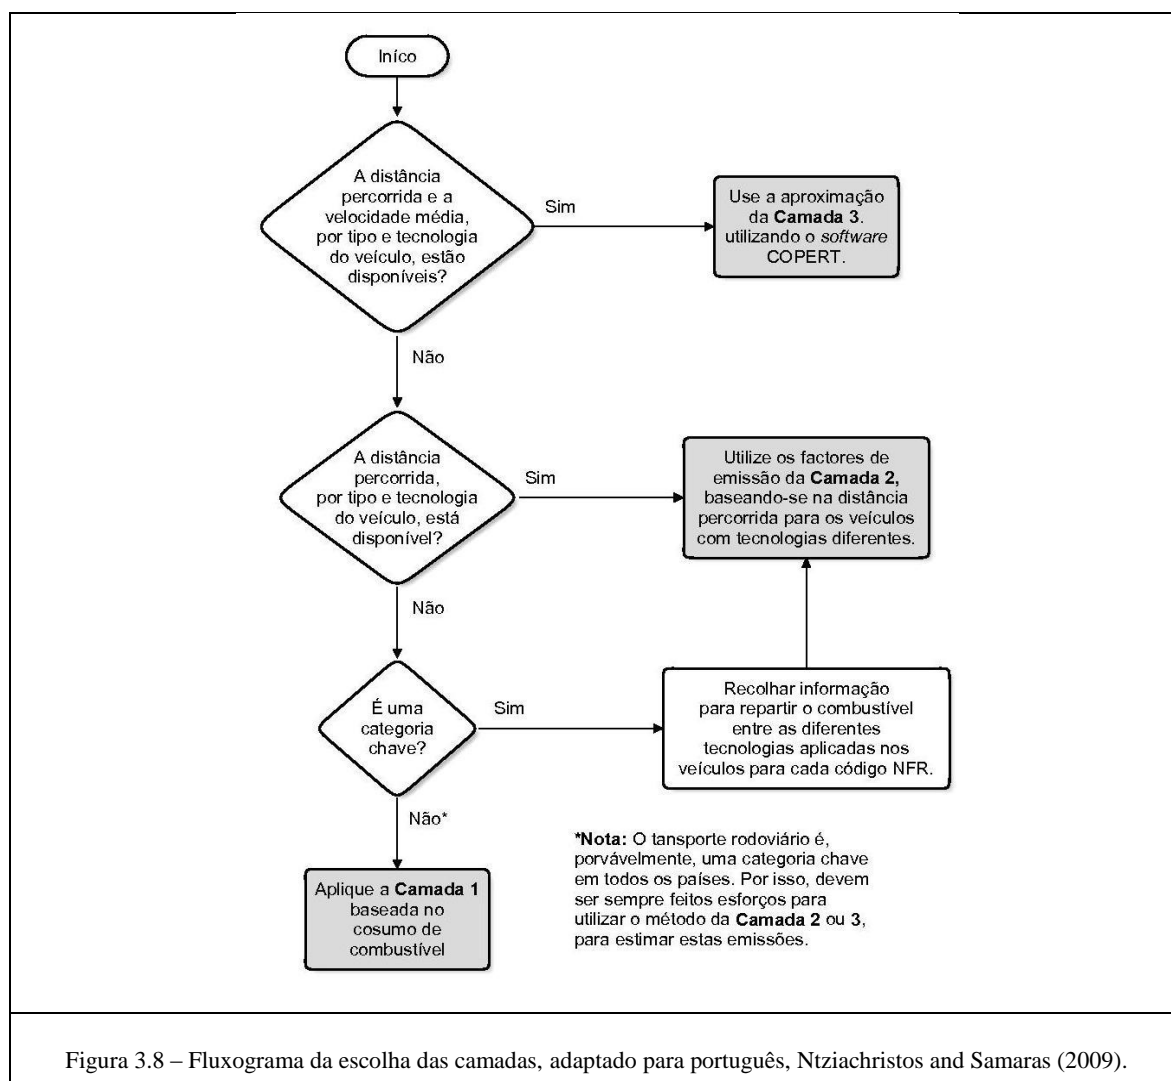 Iníco
A distância
percorrida e a
velocidade média,
por tipo e tecnologia
do veículo, estão
disponíveis?
Sim
Use a aproximação
da Camada 3.
utilizando o software
COPERT.
Não
A distância
percorrida,
por tipo e tecnologia
do veículo, está
disponível?
Sim
Utilize os factores de
emissão da Camada 2,
baseando-se na distância
percorrida para os veículos
com tecnologias diferentes.
Não
É uma
categoria
chave?
Sim
Recolher informação
para repartir o combustível
entre as diferentes
tecnologias aplicadas nos
veículos para cada código NFR.
Não*
Aplique a Camada 1
baseada no
cosumo de
combustível
*Nota: O tansporte rodoviário é,
porvávelmente, uma categoria chave
em todos os países. Por isso, devem
ser sempre feitos esforços para
utilizar o método da Camada 2 ou 3,
para estimar estas emissões.
Figura 3.8 – Fluxograma da escolha das camadas, adaptado para português, Ntziachristos and Samaras (2009).